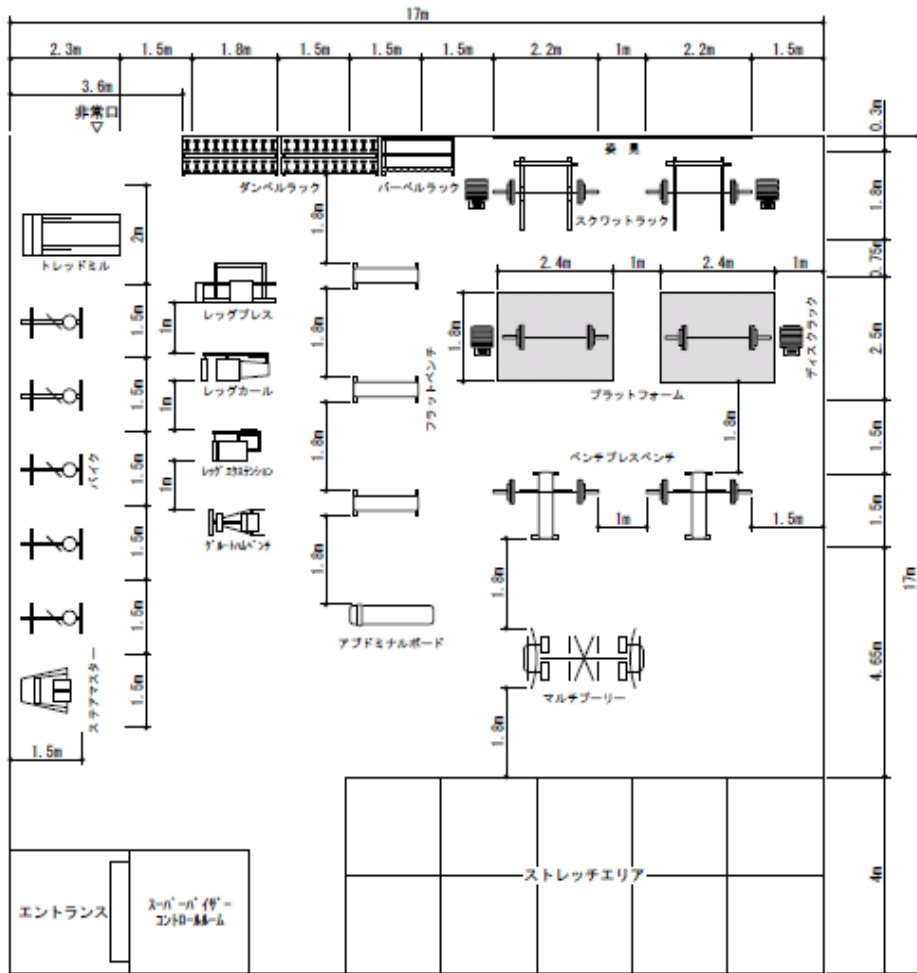 17m
2.3m 1.5m 1.8m 1.5m 1.5m 1.5m 2.2m 1m 2.2m 1.5m
3.6m
非常口
0.3m
姿見
ダンベルラック
バーベルラック
スクワットラック
1.8m
1.8m
2m
トレッドミル
0.75m
2.4m 1m 2.4m 1m
レッグプレス
1.5m
1m
1.8m
1.8m
ディスクラック
2.5m
フラットベンチ
レッグカール
プラットフォーム
1.5m
1m
1.8m
1.8m
1.5m
ベンチプレスベンチ
バイク
レッグエクステンション
1.5m
1m
1m
1.5m
1.5m
グルートハムベンチ
1.5m
1.8m
1.8m
17m
1.5m
アブドミナルボード
4.65m
ステアマスター
1.5m
マルチプーリー
1.8m
1.5m
ストレッチエリア
4m
エントランス
スーパーバイザー
コントロールルーム